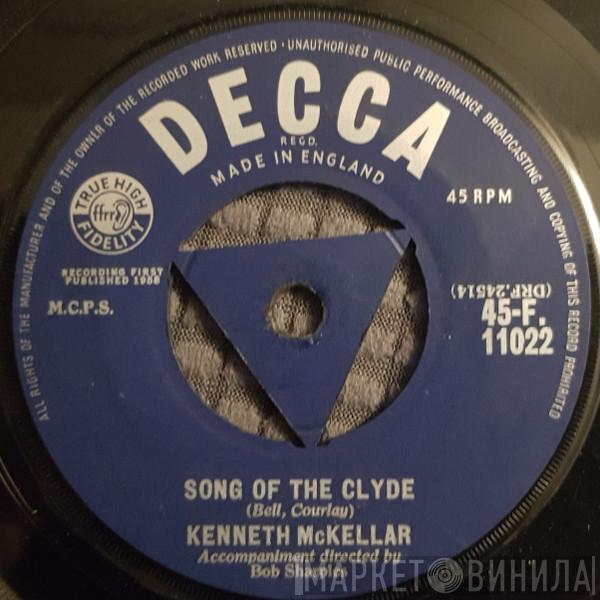 ALL RIGHTS OF THE MANUFACTURER AND OF THE OWNER OF THE RECORDED WORK RESERVED · UNAUTHORISED PUBLIC PERFORMANCE BROADCASTING AND COPYING OF THIS RECORD PROHIBITED
DECCA
REGD.
MADE IN ENGLAND
TRUE HIGH
ffrr
FIDELITY
45 RPM
RECORDING FIRST
PUBLISHED 1958
M.C.P.S.
(DRF.24514)
45-F.
11022
SONG OF THE CLYDE
(Bell, Courlay)
KENNETH McKELLAR
Accompaniment directed by
Bob Sharples
МАРКЕТ ВИНИЛА